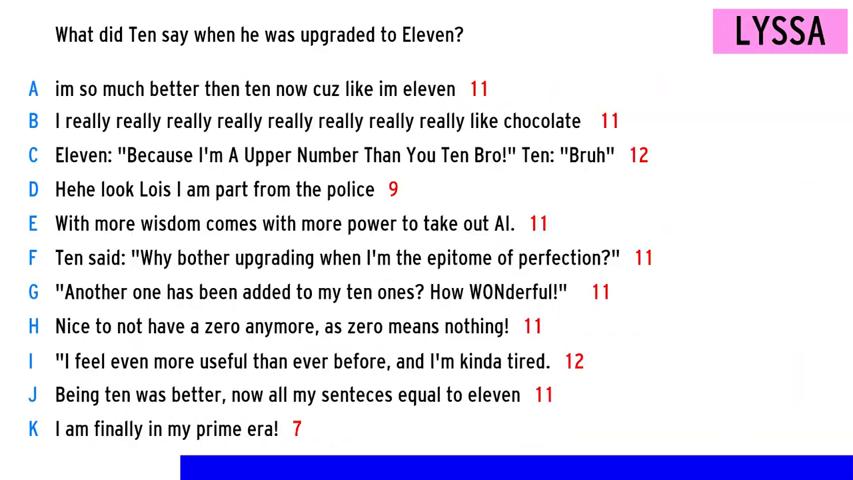 What did Ten say when he was upgraded to Eleven?
LYSSA
A im so much better then ten now cuz like im eleven 11
B I really really really really really really really really like chocolate 11
C Eleven: "Because I'm A Upper Number Than You Ten Bro!" Ten: "Bruh" 12
D Hehe look Lois I am part from the police 9
E With more wisdom comes with more power to take out AI. 11
F Ten said: "Why bother upgrading when I'm the epitome of perfection?" 11
G "Another one has been added to my ten ones? How WONderful!" 11
H Nice to not have a zero anymore, as zero means nothing! 11
I "I feel even more useful than ever before, and I'm kinda tired. 12
J Being ten was better, now all my senteces equal to eleven 11
K I am finally in my prime era! 7